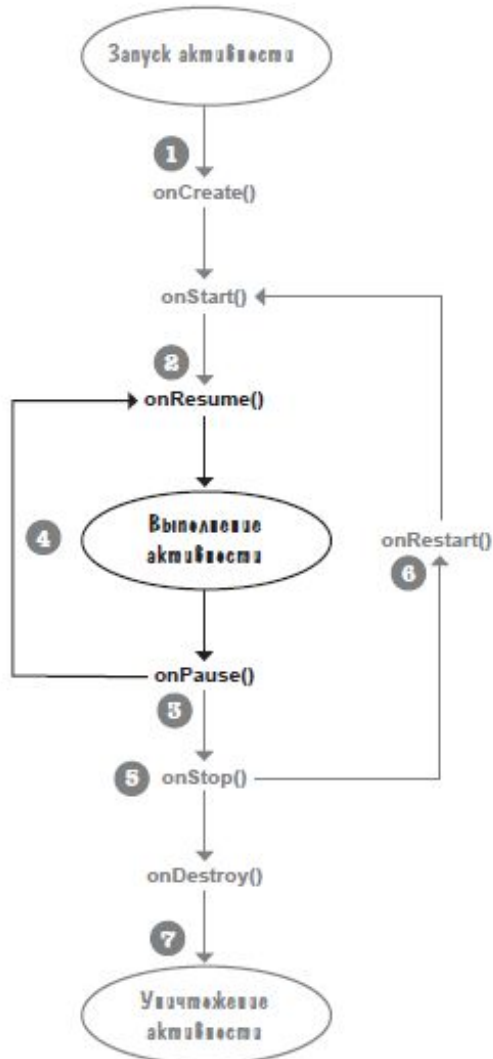 Запуск активности
1
onCreate()
onStart()
2
onResume()
4
Выполнение
активности
onRestart()
6
onPause()
3
5
onStop()
onDestroy()
7
Уничтожение
активности